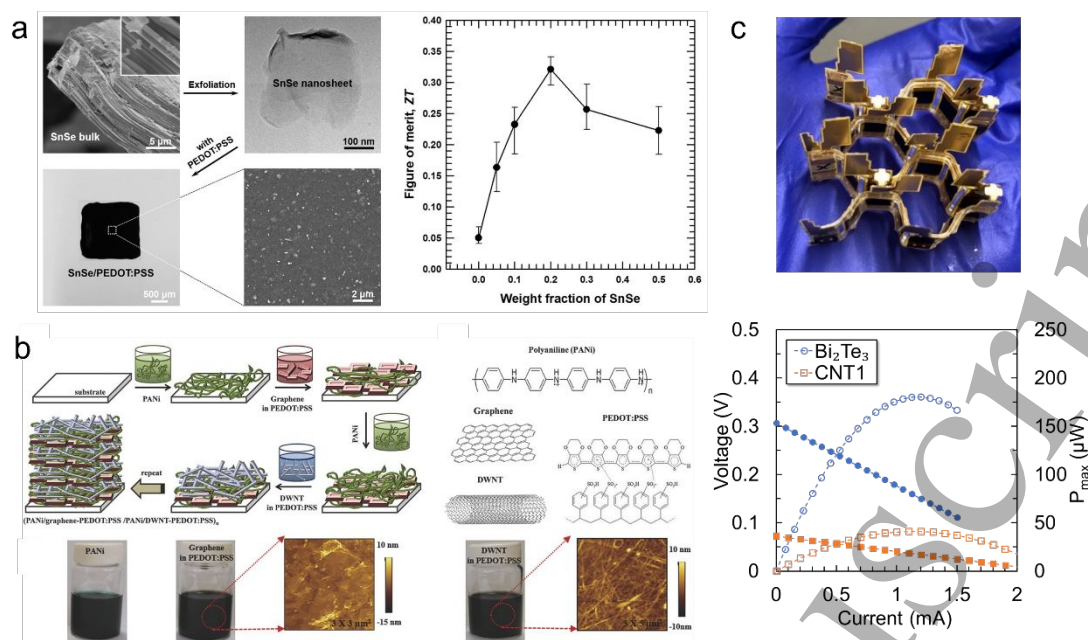 a
SnSe bulk
5 µm
Exfoliation
SnSe nanosheet
100 nm
with
PEDOT:PSS
SnSe/PEDOT:PSS
500 µm
2 µm
Figure of merit, ZT
0.40
0.35
0.30
0.25
0.20
0.15
0.10
0.05
0.00
0.0 0.1 0.2 0.3 0.4 0.5 0.6
Weight fraction of SnSe
b
substrate
PANi
Graphene
in PEDOT:PSS
PANi
DWNT
in PEDOT:PSS
repeat
(PANi/graphene-PEDOT:PSS /PANi/DWNT-PEDOT:PSS)n
Polyaniline (PANi)
n
Graphene
PEDOT:PSS
DWNT
PANi
Graphene
in PEDOT:PSS
3 X 3 µm²
10 nm
-15 nm
DWNT
in PEDOT:PSS
5 X 5 µm²
10 nm
-10nm
c
Bi₂Te₃
CNT1
Voltage (V)
0.5
0.4
0.3
0.2
0.1
0
Pmax (µW)
250
200
150
100
50
0
0 0.5 1 1.5 2
Current (mA)